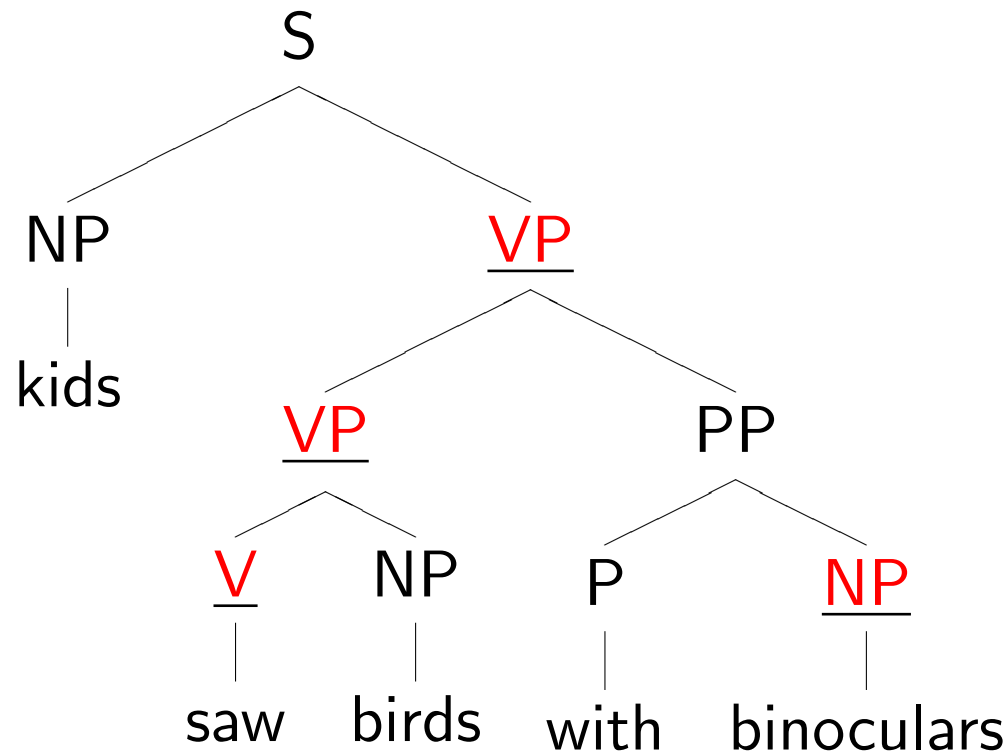 S
NP VP
kids
VP PP
V NP P NP
saw birds with binoculars